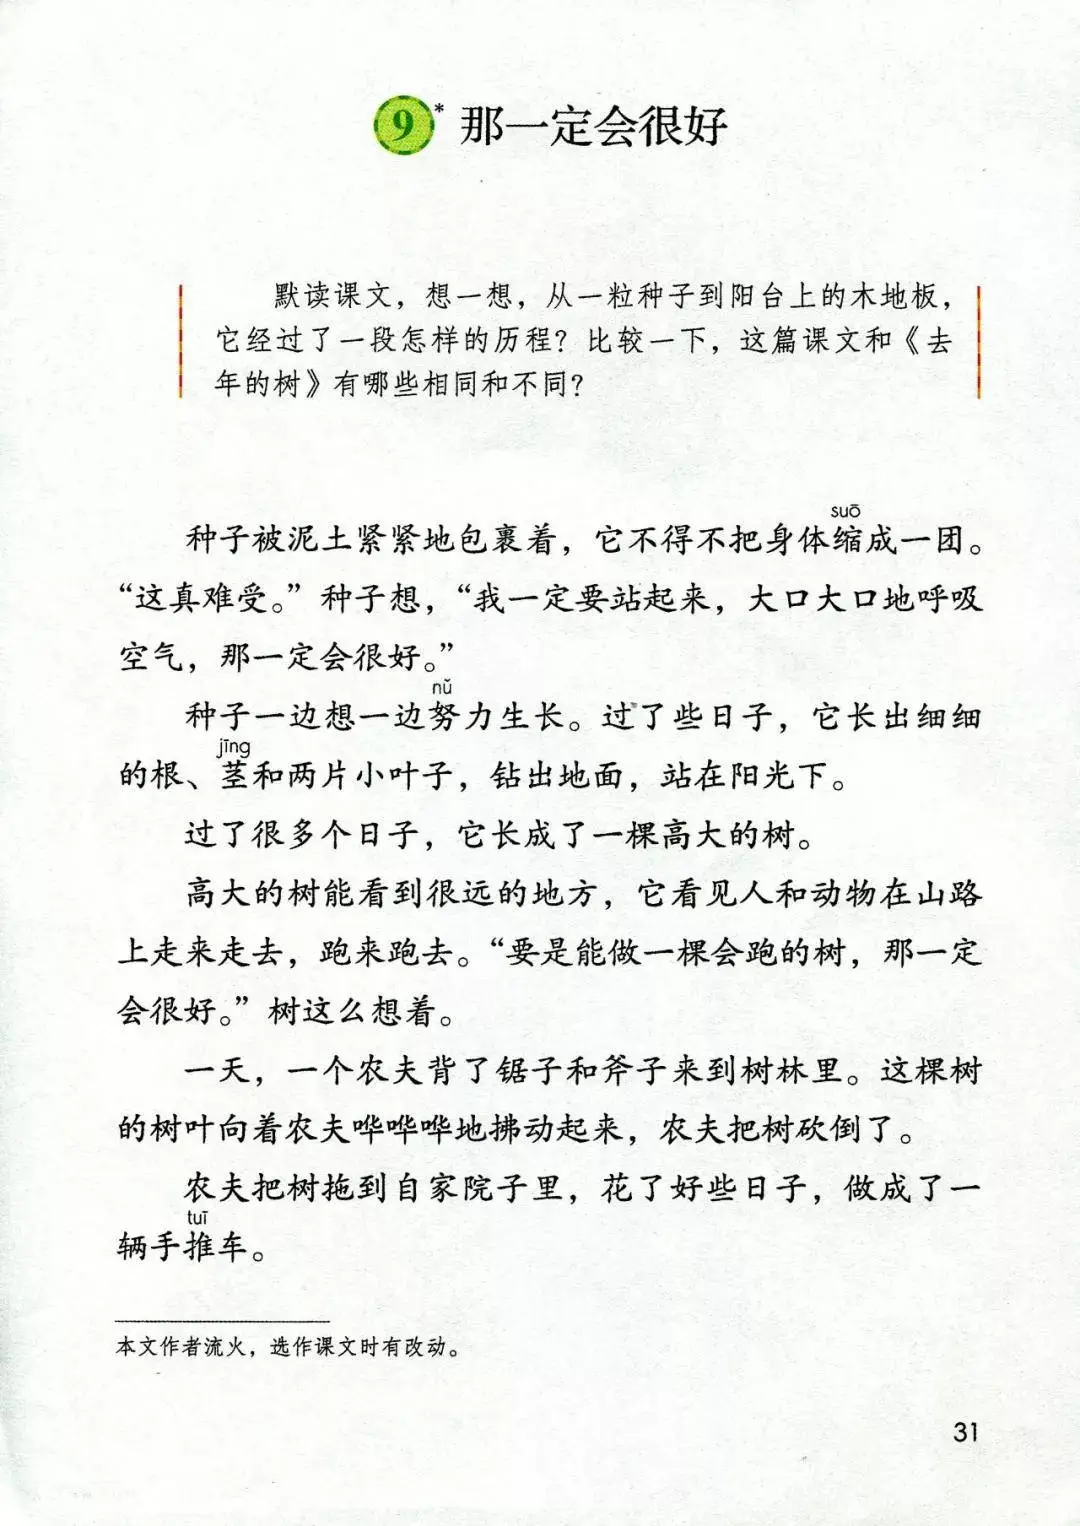 9* 那一定会很好
默读课文，想一想，从一粒种子到阳台上的木地板，
它经过了一段怎样的历程？比较一下，这篇课文和《去
年的树》有哪些相同和不同？
suō
种子被泥土紧紧地包裹着，它不得不把身体缩成一团。
“这真难受。”种子想，“我一定要站起来，大口大口地呼吸
空气，那一定会很好。”
nǔ
种子一边想一边努力生长。过了些日子，它长出细细
jīng
的根、茎和两片小叶子，钻出地面，站在阳光下。
过了很多个日子，它长成了一棵高大的树。
高大的树能看到很远的地方，它看见人和动物在山路
上走来走去，跑来跑去。“要是能做一棵会跑的树，那一定
会很好。”树这么想着。
一天，一个农夫背了锯子和斧子来到树林里。这棵树
的树叶向着农夫哗哗哗地拂动起来，农夫把树砍倒了。
农夫把树拖到自家院子里，花了好些日子，做成了一
tuī
辆手推车。
本文作者流火，选作课文时有改动。
31